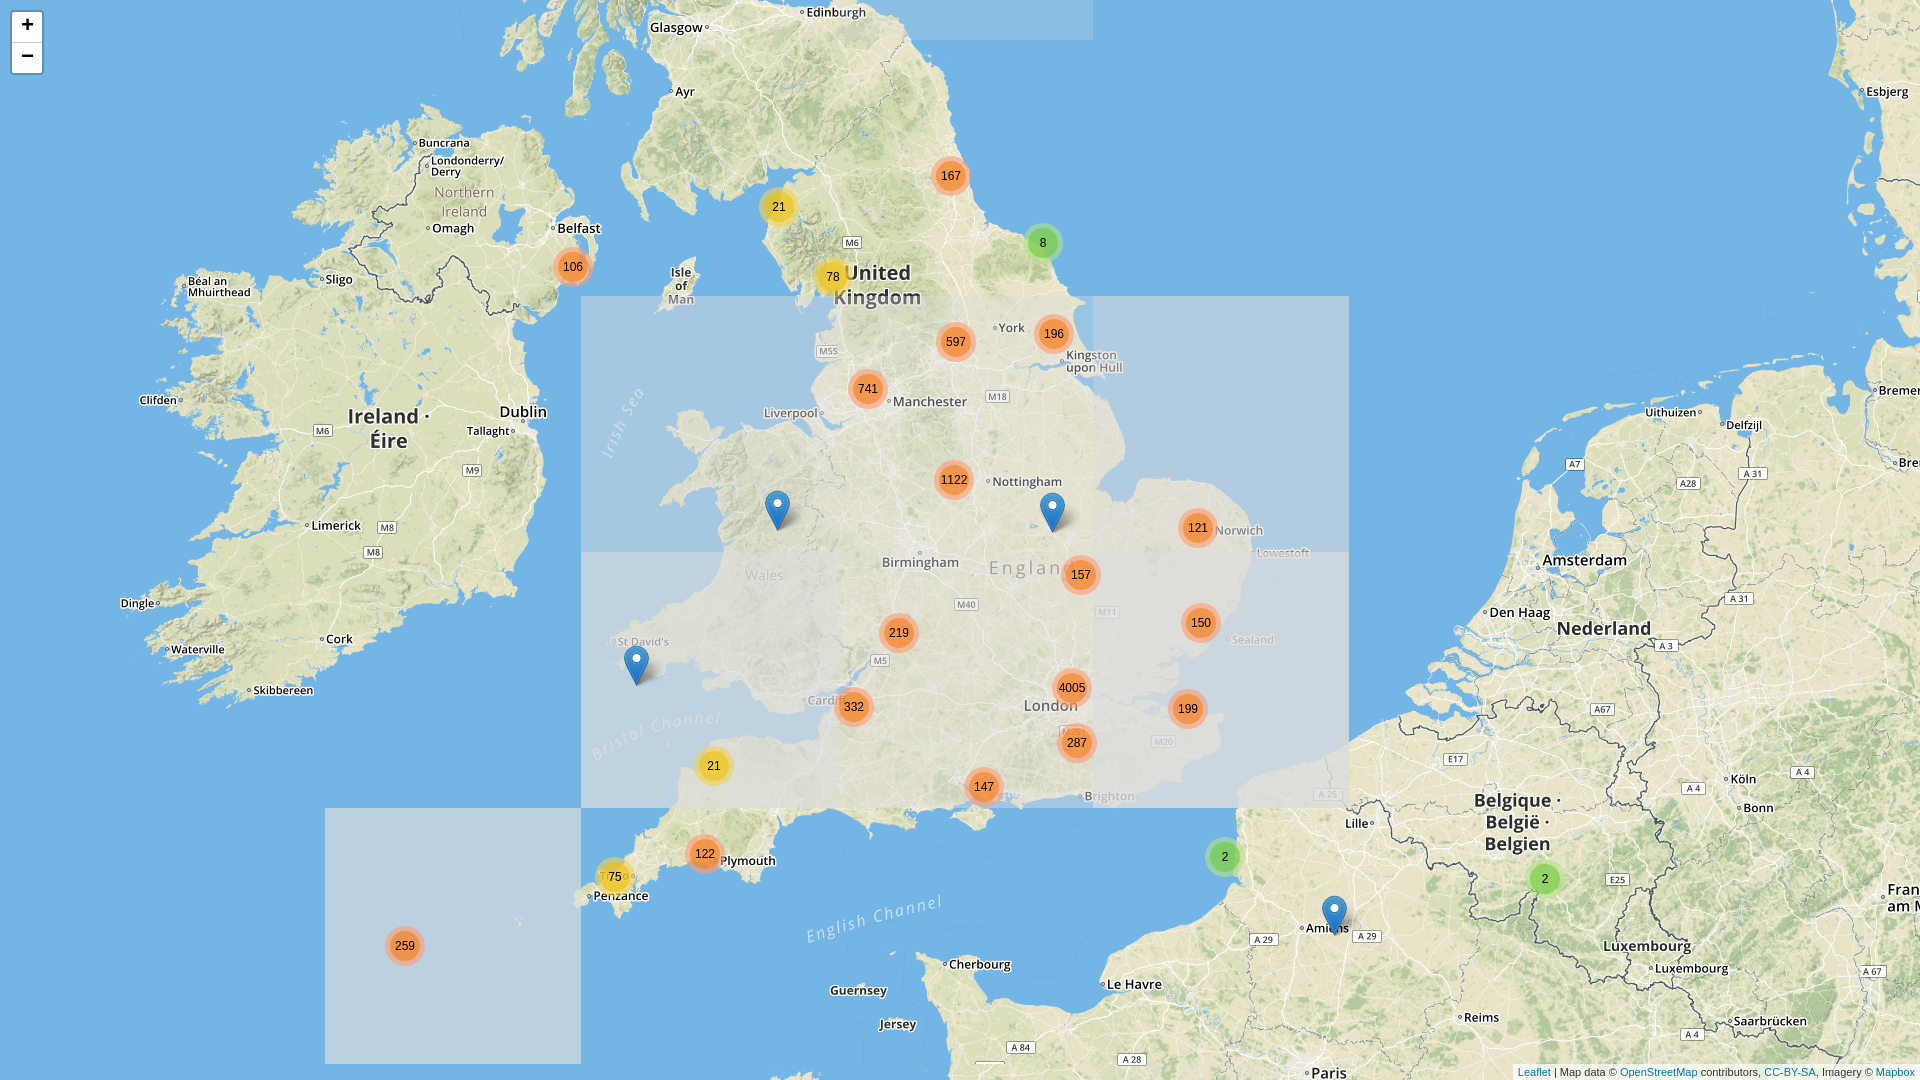 +
−
Edinburgh
Glasgow
Ayr
Esbjerg
Buncrana
Londonderry/
Derry
Northern
Ireland
Omagh
Belfast
167
21
8
M6
106
78
United
Kingdom
Isle
of
Man
Sligo
Béal an
Mhuirthead
York
196
597
M55
Kingston
upon Hull
741
Manchester
M18
Liverpool
Irish Sea
Clifden
Ireland ·
Éire
Dublin
Tallaght
M6
M9
Uithuizen
Delfzijl
A7
A 31
A28
1122
Nottingham
121
Norwich
Lowestoft
Limerick
M8
M8
Birmingham
157
Wales
M40
M11
Amsterdam
A 31
Den Haag
Nederland
A 3
Dingle
Cork
Waterville
Skibbereen
St David's
219
M5
150
Sealand
4005
London
332
199
287
M20
Bristol Channel
A67
E17
21
147
Brighton
A 25
Lille
Belgique ·
België ·
Belgien
Köln
A 4
A 4
Bonn
122
Plymouth
75
Penzance
2
2
E25
English Channel
259
A 29
A 29
Luxembourg
Luxembourg
A 67
Cherbourg
Le Havre
Guernsey
Jersey
Reims
Saarbrücken
A 84
A 28
A 4
Paris
Leaflet | Map data © OpenStreetMap contributors, CC-BY-SA, Imagery © Mapbox